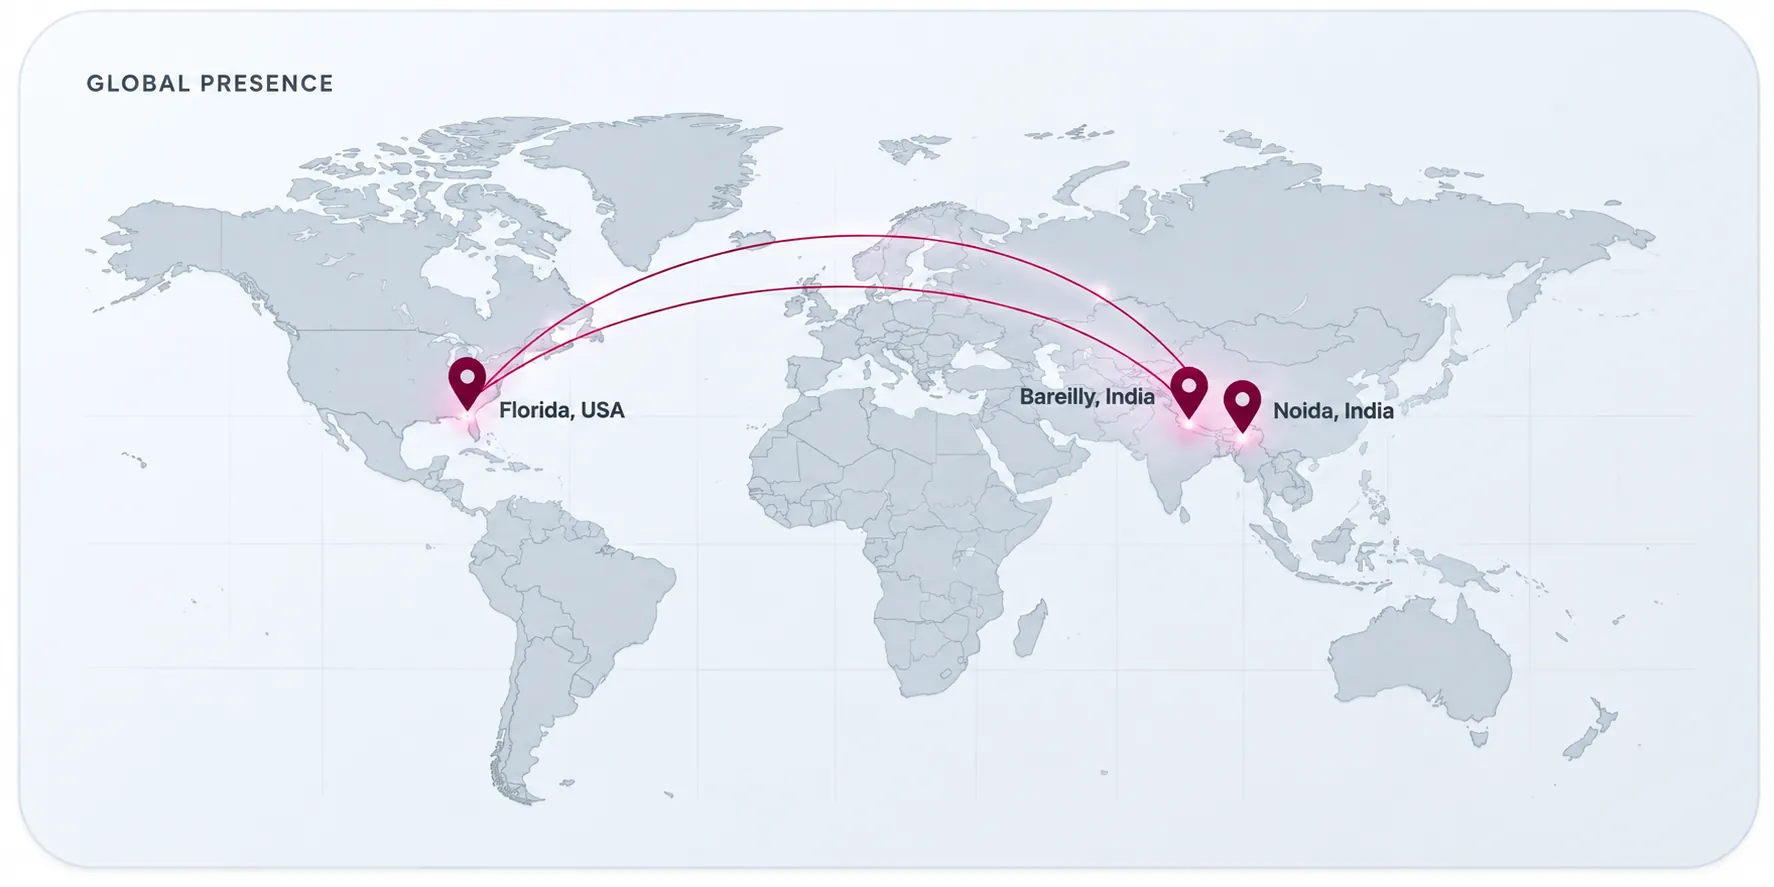 GLOBAL PRESENCE
Bareilly, India
Florida, USA
Noida, India